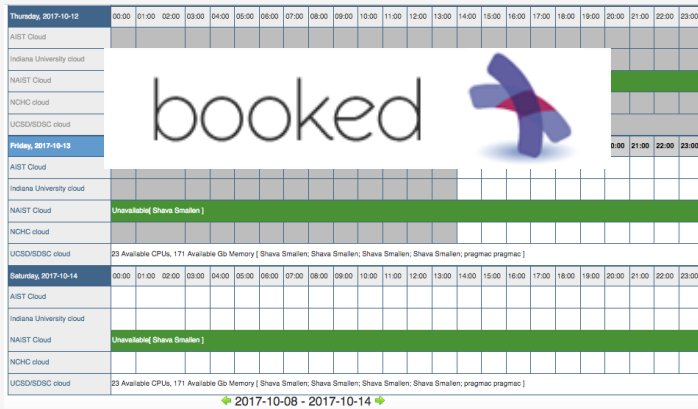 Thursday, 2017-10-12 00:00 01:00 02:00 03:00 04:00 05:00 06:00 07:00 08:00 09:00 10:00 11:00 12:00 13:00 14:00 15:00 16:00 17:00 18:00 19:00 20:00 21:00 22:00 23:00
AIST Cloud
Indiana University cloud
NAIST Cloud
NCHC cloud
UCSD/SDSC cloud
booked
Friday, 2017-10-13 21:00 22:00 23:00
AIST Cloud
Indiana University cloud
NAIST Cloud Unavailable[ Shava Smallen ]
NCHC cloud
UCSD/SDSC cloud 23 Available CPUs, 171 Available Gb Memory [ Shava Smallen; Shava Smallen; Shava Smallen; Shava Smallen; pragmac pragmac ]
Saturday, 2017-10-14 00:00 01:00 02:00 03:00 04:00 05:00 06:00 07:00 08:00 09:00 10:00 11:00 12:00 13:00 14:00 15:00 16:00 17:00 18:00 19:00 20:00 21:00 22:00 23:00
AIST Cloud
Indiana University cloud
NAIST Cloud Unavailable[ Shava Smallen ]
NCHC cloud
UCSD/SDSC cloud 23 Available CPUs, 171 Available Gb Memory [ Shava Smallen; Shava Smallen; Shava Smallen; Shava Smallen; pragmac pragmac ]
2017-10-08 - 2017-10-14